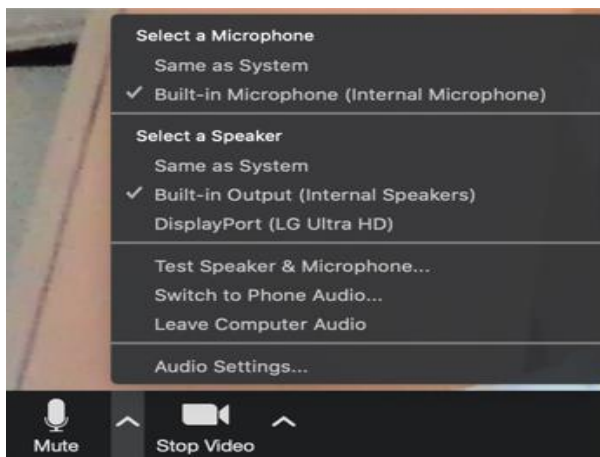 Select a Microphone
Same as System
✓ Built-in Microphone (Internal Microphone)
Select a Speaker
Same as System
✓ Built-in Output (Internal Speakers)
DisplayPort (LG Ultra HD)
Test Speaker & Microphone...
Switch to Phone Audio...
Leave Computer Audio
Audio Settings...
Mute
Stop Video